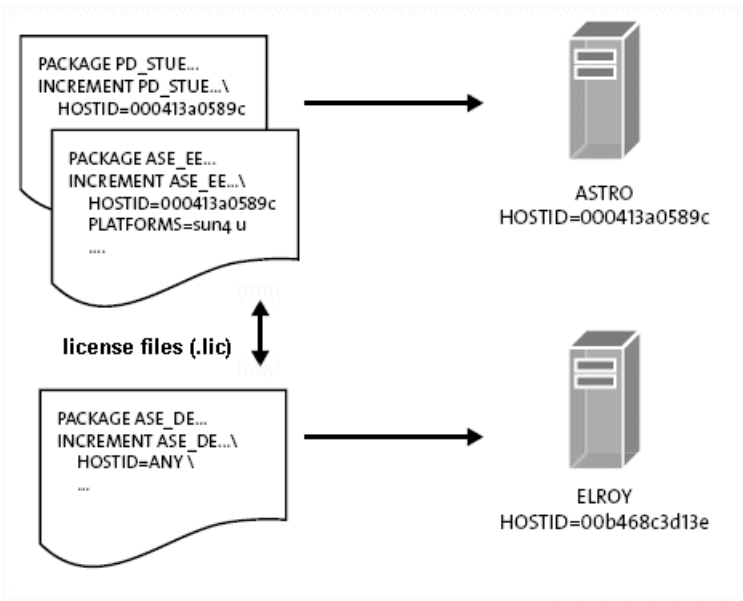 PACKAGE PD_STUE...
INCREMENT PD_STUE...\
HOSTID=000413a0589c
PACKAGE ASE_EE...
INCREMENT ASE_EE...\
HOSTID=000413a0589c
PLATFORMS=sun4 u
....
ASTRO
HOSTID=000413a0589c
license files (.lic)
PACKAGE ASE_DE...
INCREMENT ASE_DE...\
HOSTID=ANY \
...
ELROY
HOSTID=00b468c3d13e